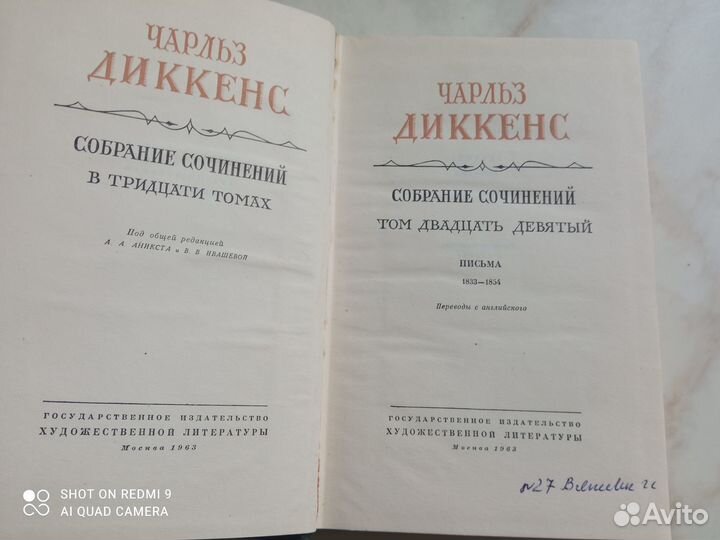 ЧАРЛЬЗ
ДИККЕНС
СОБРАНИЕ СОЧИНЕНИЙ
В ТРИДЦАТИ ТОМАХ
Под общей редакцией
А. А. АНИКСТА и В. В. ИВАШЕВОЙ
ГОСУДАРСТВЕННОЕ ИЗДАТЕЛЬСТВО
ХУДОЖЕСТВЕННОЙ ЛИТЕРАТУРЫ
Москва 1963
ЧАРЛЬЗ
ДИККЕНС
СОБРАНИЕ СОЧИНЕНИЙ
ТОМ ДВАДЦАТЬ ДЕВЯТЫЙ
ПИСЬМА
1833—1854
Переводы с английского
ГОСУДАРСТВЕННОЕ ИЗДАТЕЛЬСТВО
ХУДОЖЕСТВЕННОЙ ЛИТЕРАТУРЫ
Москва 1963
№27
SHOT ON REDMI 9
AI QUAD CAMERA
Avito